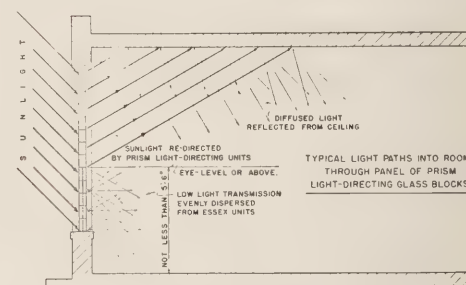 SUNLIGHT
DIFFUSED LIGHT
REFLECTED FROM CEILING
SUNLIGHT RE-DIRECTED
BY PRISM LIGHT-DIRECTING UNITS
EYE-LEVEL OR ABOVE.
LOW LIGHT TRANSMISSION
EVENLY DISPERSED
FROM ESSEX UNITS
NOT LESS THAN 5'-6"
TYPICAL LIGHT PATHS INTO ROOM
THROUGH PANEL OF PRISM
LIGHT-DIRECTING GLASS BLOCKS